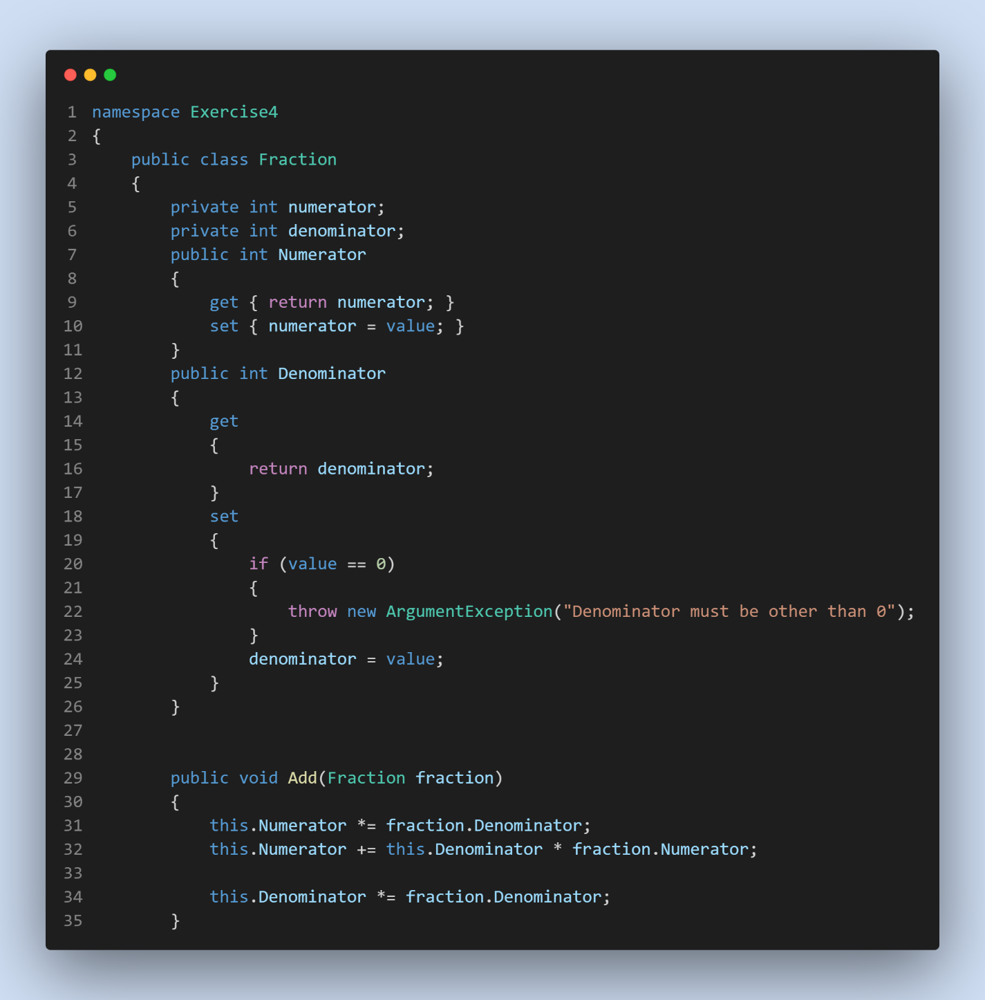 1 namespace Exercise4
2 {
3     public class Fraction
4     {
5         private int numerator;
6         private int denominator;
7         public int Numerator
8         {
9             get { return numerator; }
10             set { numerator = value; }
11         }
12         public int Denominator
13         {
14             get
15             {
16                 return denominator;
17             }
18             set
19             {
20                 if (value == 0)
21                 {
22                     throw new ArgumentException("Denominator must be other than 0");
23                 }
24                 denominator = value;
25             }
26         }
27
28
29         public void Add(Fraction fraction)
30         {
31             this.Numerator *= fraction.Denominator;
32             this.Numerator += this.Denominator * fraction.Numerator;
33
34             this.Denominator *= fraction.Denominator;
35         }